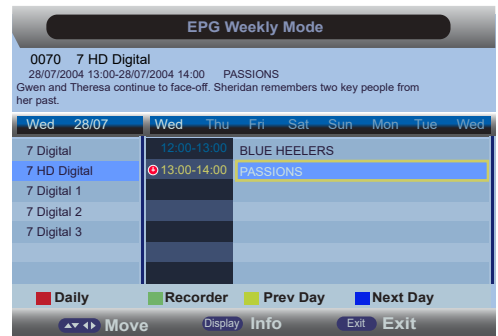 EPG Weekly Mode
0070 7 HD Digital
28/07/2004 13:00-28/07/2004 14:00 PASSIONS
Gwen and Theresa continue to face-off. Sheridan remembers two key people from
her past.
Wed 28/07 Wed Thu Fri Sat Sun Mon Tue Wed
7 Digital 12:00-13:00 BLUE HEELERS
7 HD Digital 13:00-14:00 PASSIONS
7 Digital 1
7 Digital 2
7 Digital 3
Daily Recorder Prev Day Next Day
Move Display Info Exit Exit